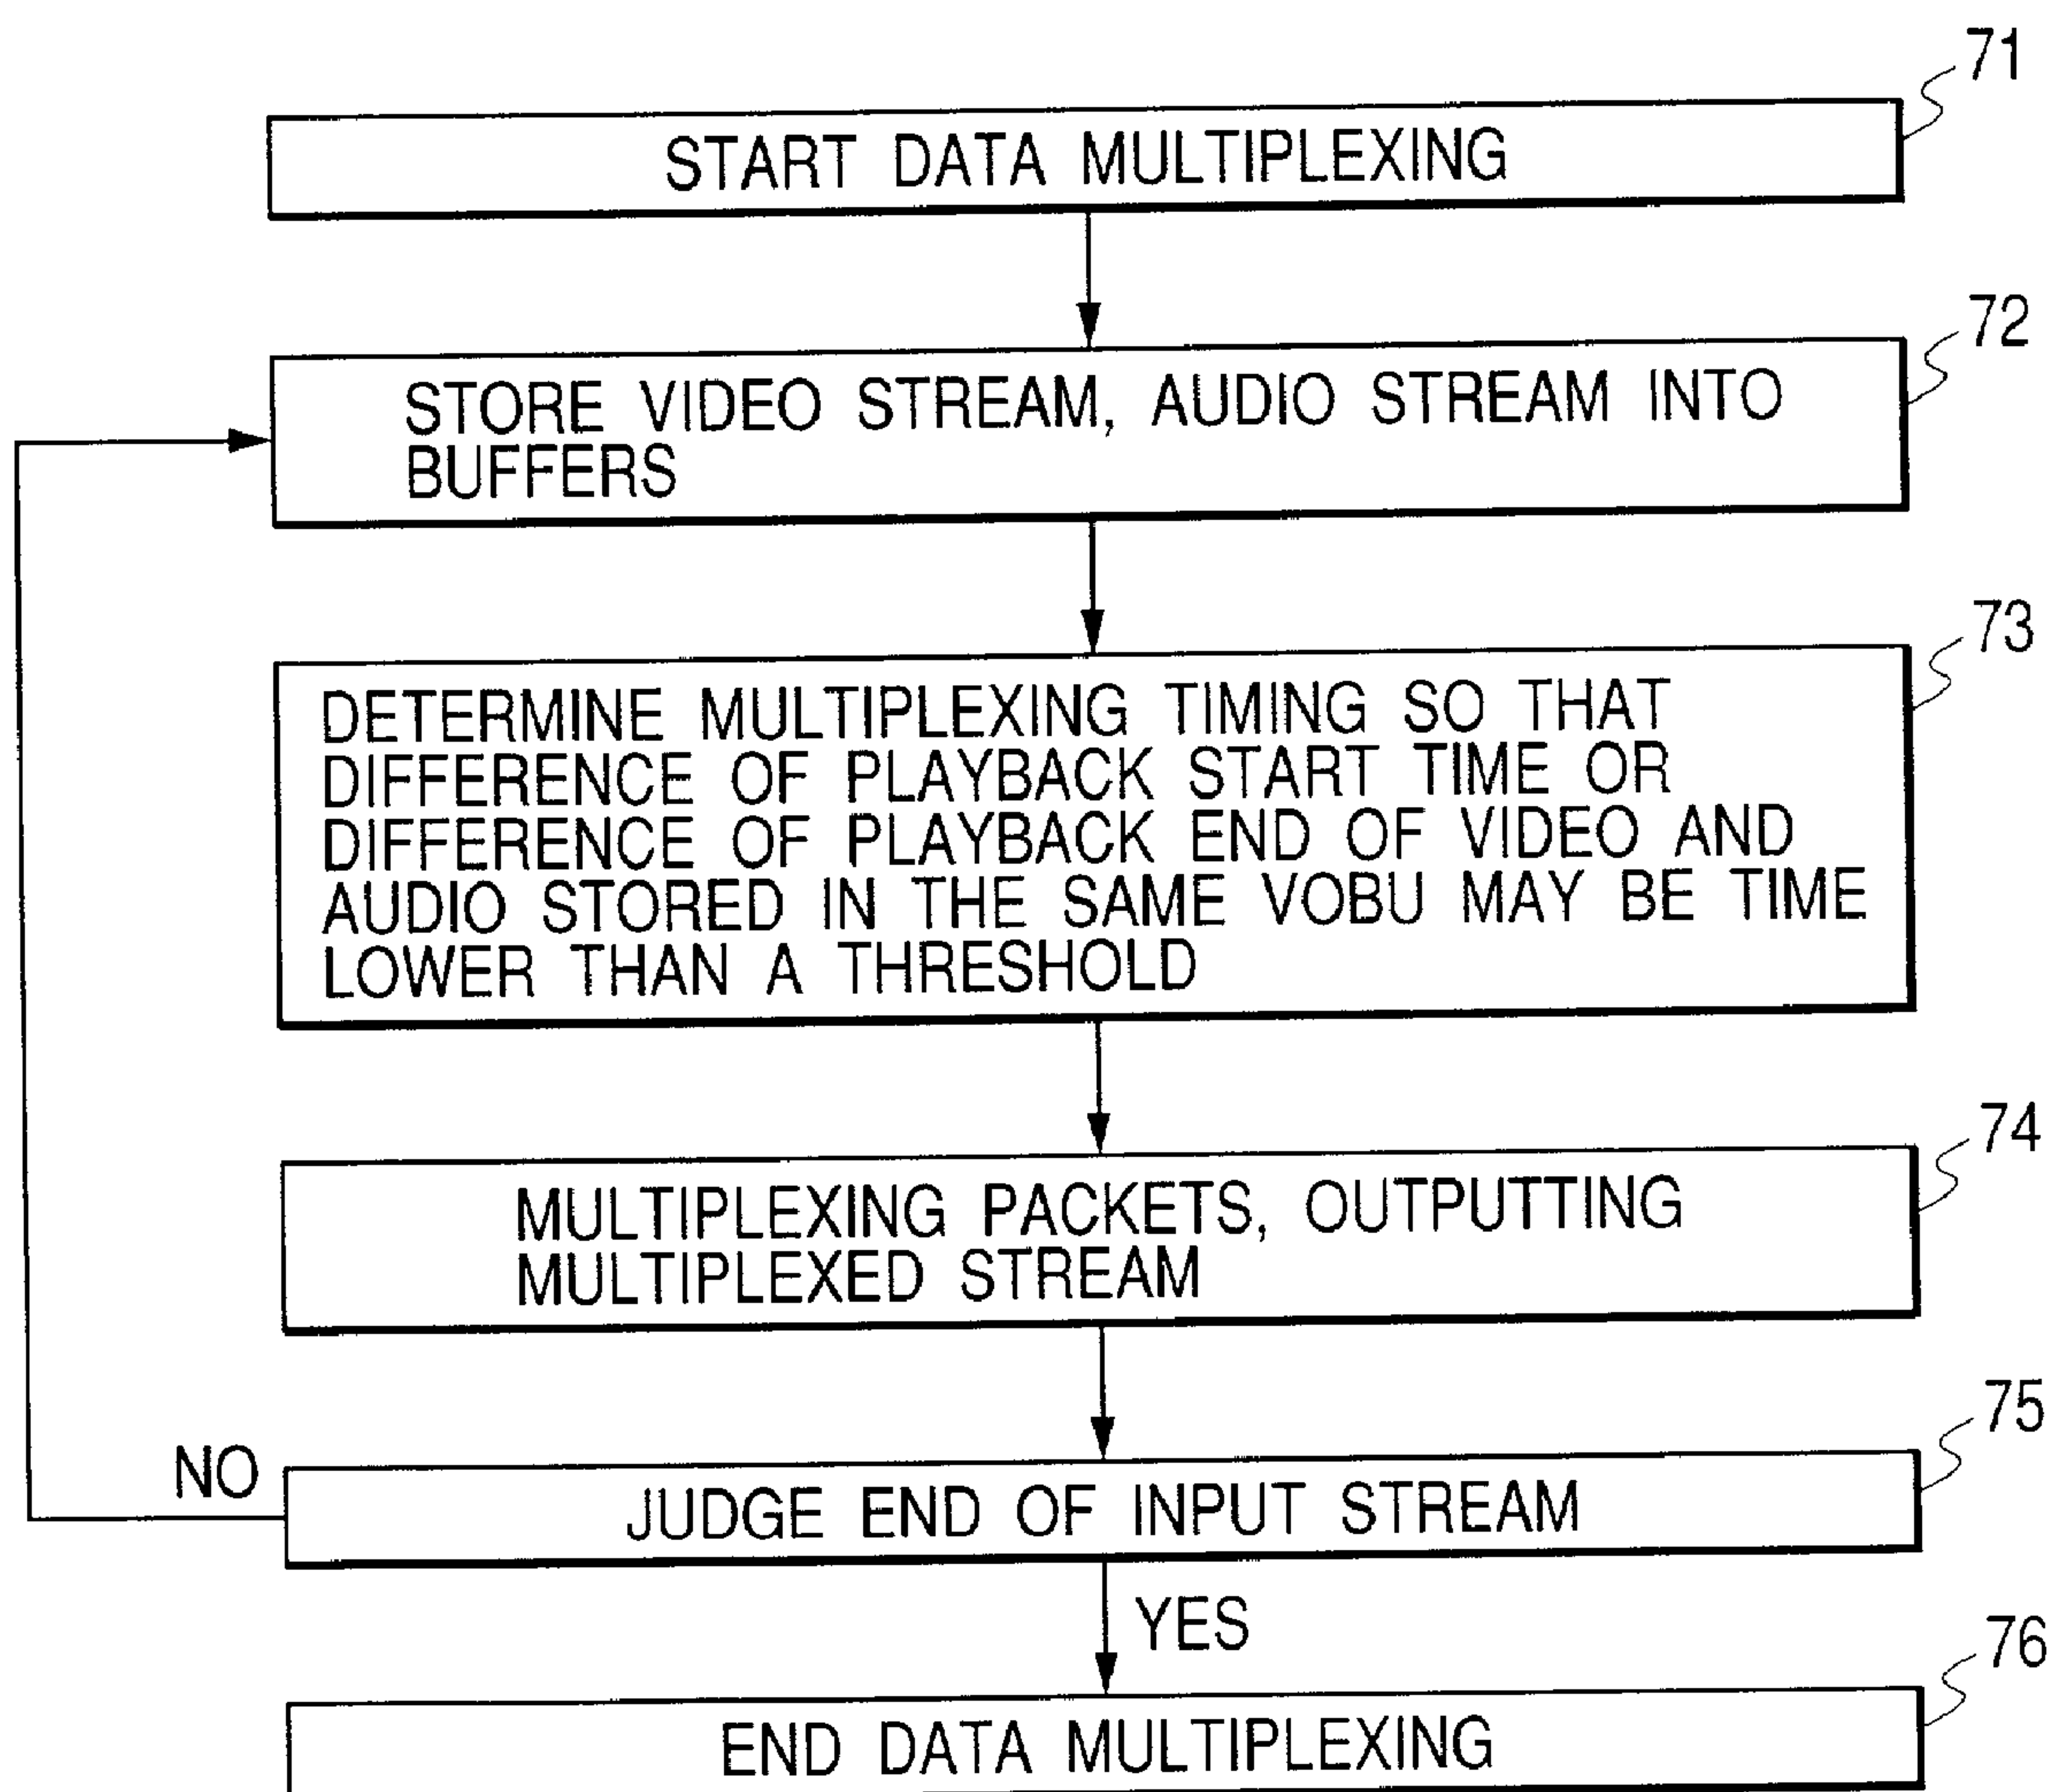 71
START DATA MULTIPLEXING
72
STORE VIDEO STREAM, AUDIO STREAM INTO
BUFFERS
73
DETERMINE MULTIPLEXING TIMING SO THAT
DIFFERENCE OF PLAYBACK START TIME OR
DIFFERENCE OF PLAYBACK END OF VIDEO AND
AUDIO STORED IN THE SAME VOBU MAY BE TIME
LOWER THAN A THRESHOLD
74
MULTIPLEXING PACKETS, OUTPUTTING
MULTIPLEXED STREAM
75
NO
JUDGE END OF INPUT STREAM
YES
76
END DATA MULTIPLEXING